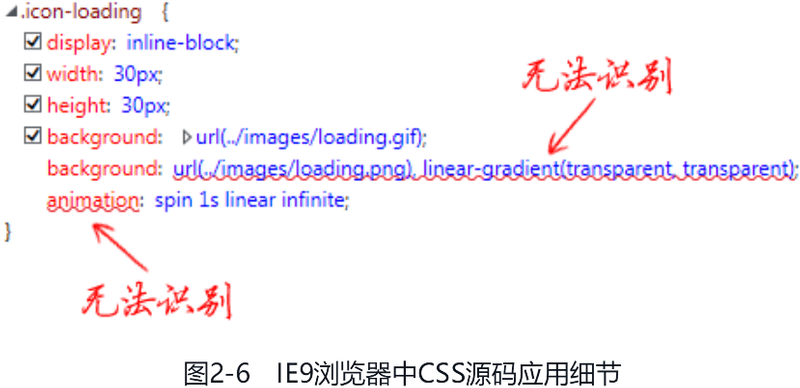 .icon-loading {
display: inline-block;
width: 30px;
无法识别
height: 30px;
background: url(../images/loading.gif);
background: url(../images/loading.png), linear-gradient(transparent, transparent);
animation: spin 1s linear infinite;
}
无法识别
图2-6 IE9浏览器中CSS源码应用细节